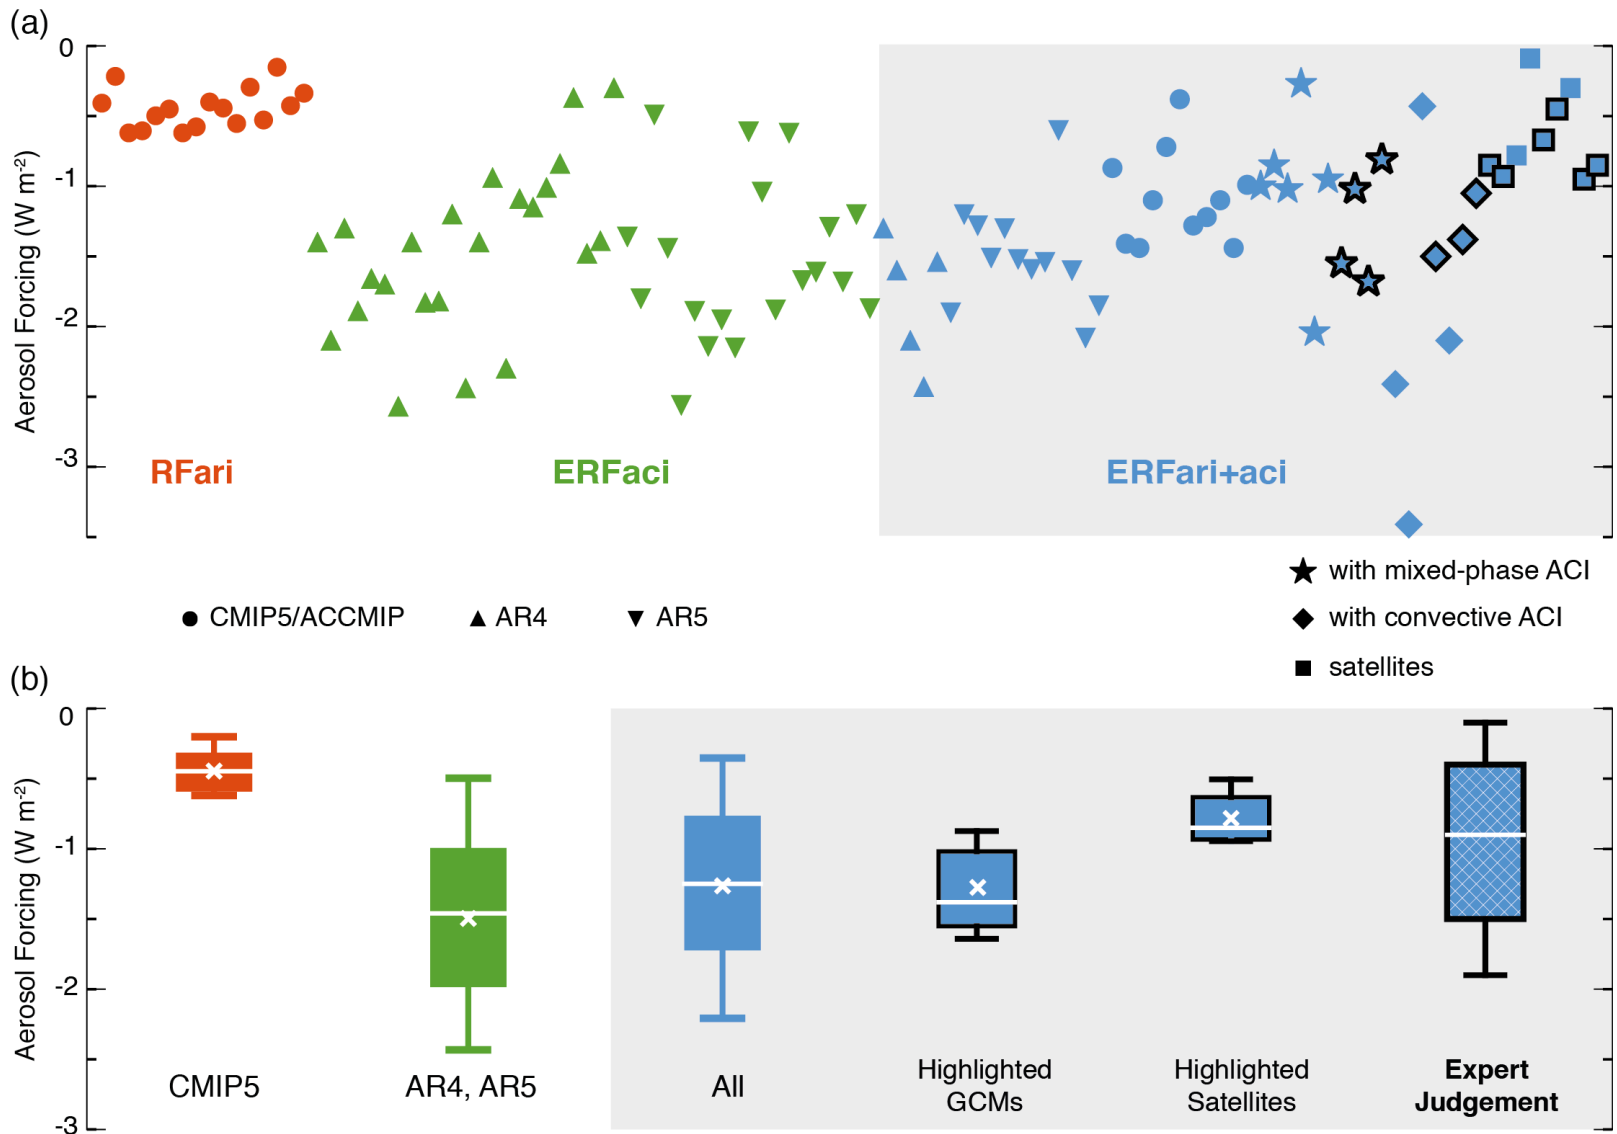 (a)
0
-1
-2
-3
Aerosol Forcing (W m-2)
RFari
ERFaci
ERFari+aci
CMIP5/ACCMIP
AR4
AR5
with mixed-phase ACI
with convective ACI
satellites
(b)
0
-1
-2
-3
Aerosol Forcing (W m-2)
CMIP5
AR4, AR5
All
Highlighted
GCMs
Highlighted
Satellites
Expert
Judgement